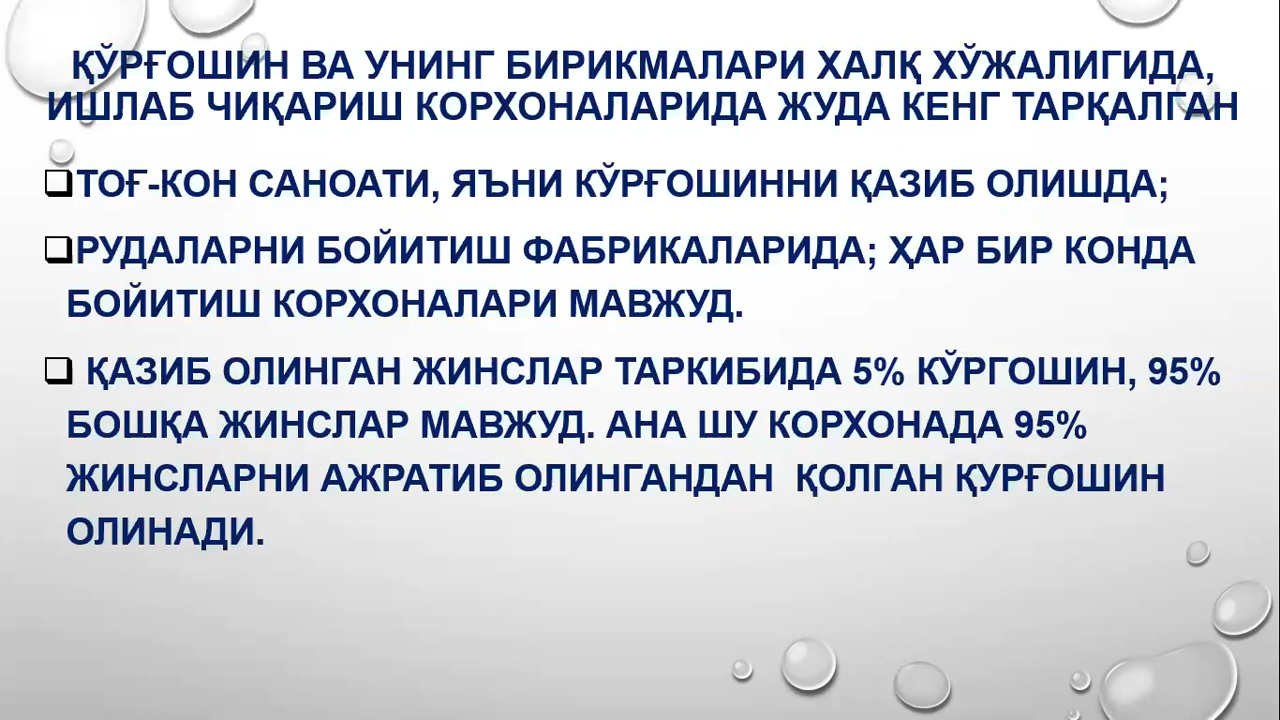 ҚЎРҒОШИН ВА УНИНГ БИРИКМАЛАРИ ХАЛҚ ХЎЖАЛИГИДА,
ИШЛАБ ЧИҚАРИШ КОРХОНАЛАРИДА ЖУДА КЕНГ ТАРҚАЛГАН
ТОҒ-КОН САНОАТИ, ЯЪНИ КЎРҒОШИННИ ҚАЗИБ ОЛИШДА;
РУДАЛАРНИ БОЙИТИШ ФАБРИКАЛАРИДА; ҲАР БИР КОНДА
БОЙИТИШ КОРХОНАЛАРИ МАВЖУД.
ҚАЗИБ ОЛИНГАН ЖИНСЛАР ТАРКИБИДА 5% КЎРГОШИН, 95%
БОШҚА ЖИНСЛАР МАВЖУД. АНА ШУ КОРХОНАДА 95%
ЖИНСЛАРНИ АЖРАТИБ ОЛИНГАНДАН ҚОЛГАН ҚУРҒОШИН
ОЛИНАДИ.